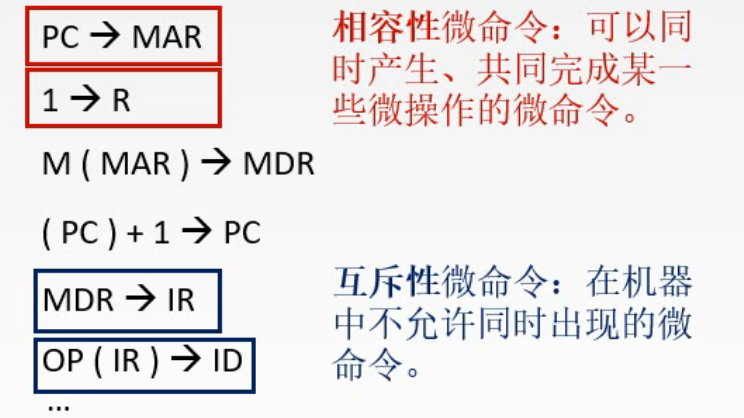 PC → MAR
1 → R
M ( MAR ) → MDR
( PC ) + 1 → PC
MDR → IR
OP ( IR ) → ID
...
相容性微命令：可以同
时产生、共同完成某一
些微操作的微命令。
互斥性微命令：在机器
中不允许同时出现的微
命令。